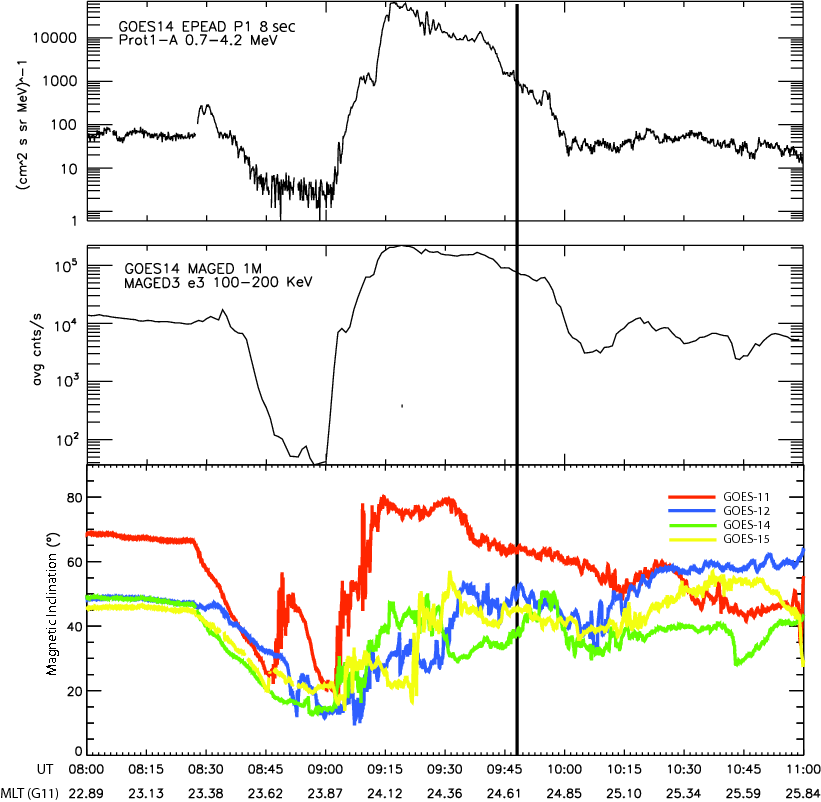 GOES14 EPEAD P1 8 sec
Prot1-A 0.7-4.2 MeV
(cm^2 s sr MeV)^-1
10000
1000
100
10
1
GOES14 MAGED 1M
MAGED3 e3 100-200 KeV
avg cnts/s
10^5
10^4
10^3
10^2
GOES-11
GOES-12
GOES-14
GOES-15
Magnetic Inclination (°)
80
60
40
20
0
UT 08:00 08:15 08:30 08:45 09:00 09:15 09:30 09:45 10:00 10:15 10:30 10:45 11:00
MLT (G11) 22.89 23.13 23.38 23.62 23.87 24.12 24.36 24.61 24.85 25.10 25.34 25.59 25.84